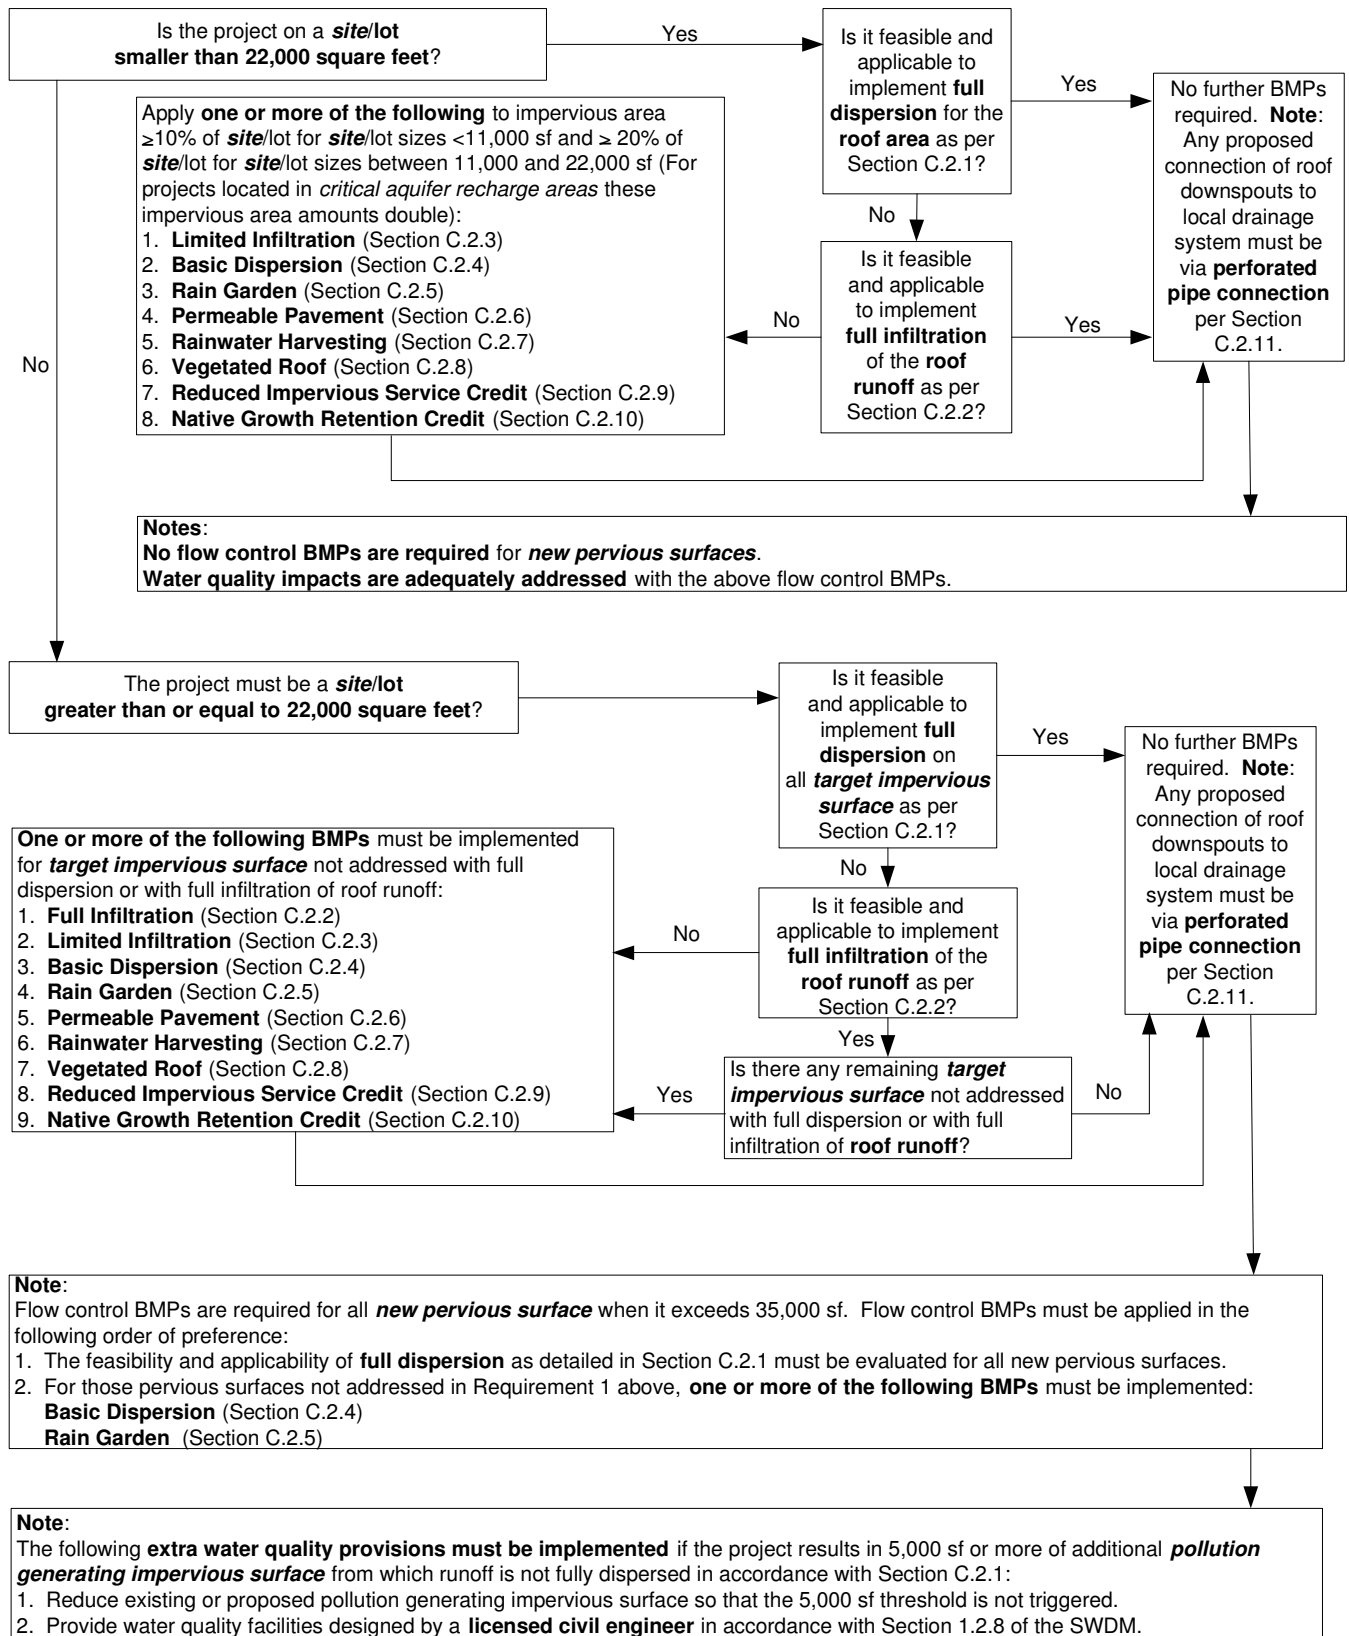 Is the project on a site/lot
smaller than 22,000 square feet?
Yes
Is it feasible and
applicable to
implement full
dispersion for the
roof area as per
Section C.2.1?
Yes
No further BMPs
required. Note:
Any proposed
connection of roof
downspouts to
local drainage
system must be
via perforated
pipe connection
per Section
C.2.11.
No
Is it feasible
and applicable
to implement
full infiltration
of the roof
runoff as per
Section C.2.2?
Yes
No
Apply one or more of the following to impervious area
≥10% of site/lot for site/lot sizes <11,000 sf and ≥ 20% of
site/lot for site/lot sizes between 11,000 and 22,000 sf (For
projects located in critical aquifer recharge areas these
impervious area amounts double):
1. Limited Infiltration (Section C.2.3)
2. Basic Dispersion (Section C.2.4)
3. Rain Garden (Section C.2.5)
4. Permeable Pavement (Section C.2.6)
5. Rainwater Harvesting (Section C.2.7)
6. Vegetated Roof (Section C.2.8)
7. Reduced Impervious Service Credit (Section C.2.9)
8. Native Growth Retention Credit (Section C.2.10)
No
Notes:
No flow control BMPs are required for new pervious surfaces.
Water quality impacts are adequately addressed with the above flow control BMPs.
The project must be a site/lot
greater than or equal to 22,000 square feet?
Is it feasible
and applicable to
implement full
dispersion on
all target impervious
surface as per
Section C.2.1?
Yes
No further BMPs
required. Note:
Any proposed
connection of roof
downspouts to
local drainage
system must be
via perforated
pipe connection
per Section
C.2.11.
No
Is it feasible and
applicable to implement
full infiltration of the
roof runoff as per
Section C.2.2?
No
Yes
Is there any remaining target
impervious surface not addressed
with full dispersion or with full
infiltration of roof runoff?
Yes
No
One or more of the following BMPs must be implemented
for target impervious surface not addressed with full
dispersion or with full infiltration of roof runoff:
1. Full Infiltration (Section C.2.2)
2. Limited Infiltration (Section C.2.3)
3. Basic Dispersion (Section C.2.4)
4. Rain Garden (Section C.2.5)
5. Permeable Pavement (Section C.2.6)
6. Rainwater Harvesting (Section C.2.7)
7. Vegetated Roof (Section C.2.8)
8. Reduced Impervious Service Credit (Section C.2.9)
9. Native Growth Retention Credit (Section C.2.10)
Note:
Flow control BMPs are required for all new pervious surface when it exceeds 35,000 sf. Flow control BMPs must be applied in the
following order of preference:
1. The feasibility and applicability of full dispersion as detailed in Section C.2.1 must be evaluated for all new pervious surfaces.
2. For those pervious surfaces not addressed in Requirement 1 above, one or more of the following BMPs must be implemented:
Basic Dispersion (Section C.2.4)
Rain Garden (Section C.2.5)
Note:
The following extra water quality provisions must be implemented if the project results in 5,000 sf or more of additional pollution
generating impervious surface from which runoff is not fully dispersed in accordance with Section C.2.1:
1. Reduce existing or proposed pollution generating impervious surface so that the 5,000 sf threshold is not triggered.
2. Provide water quality facilities designed by a licensed civil engineer in accordance with Section 1.2.8 of the SWDM.